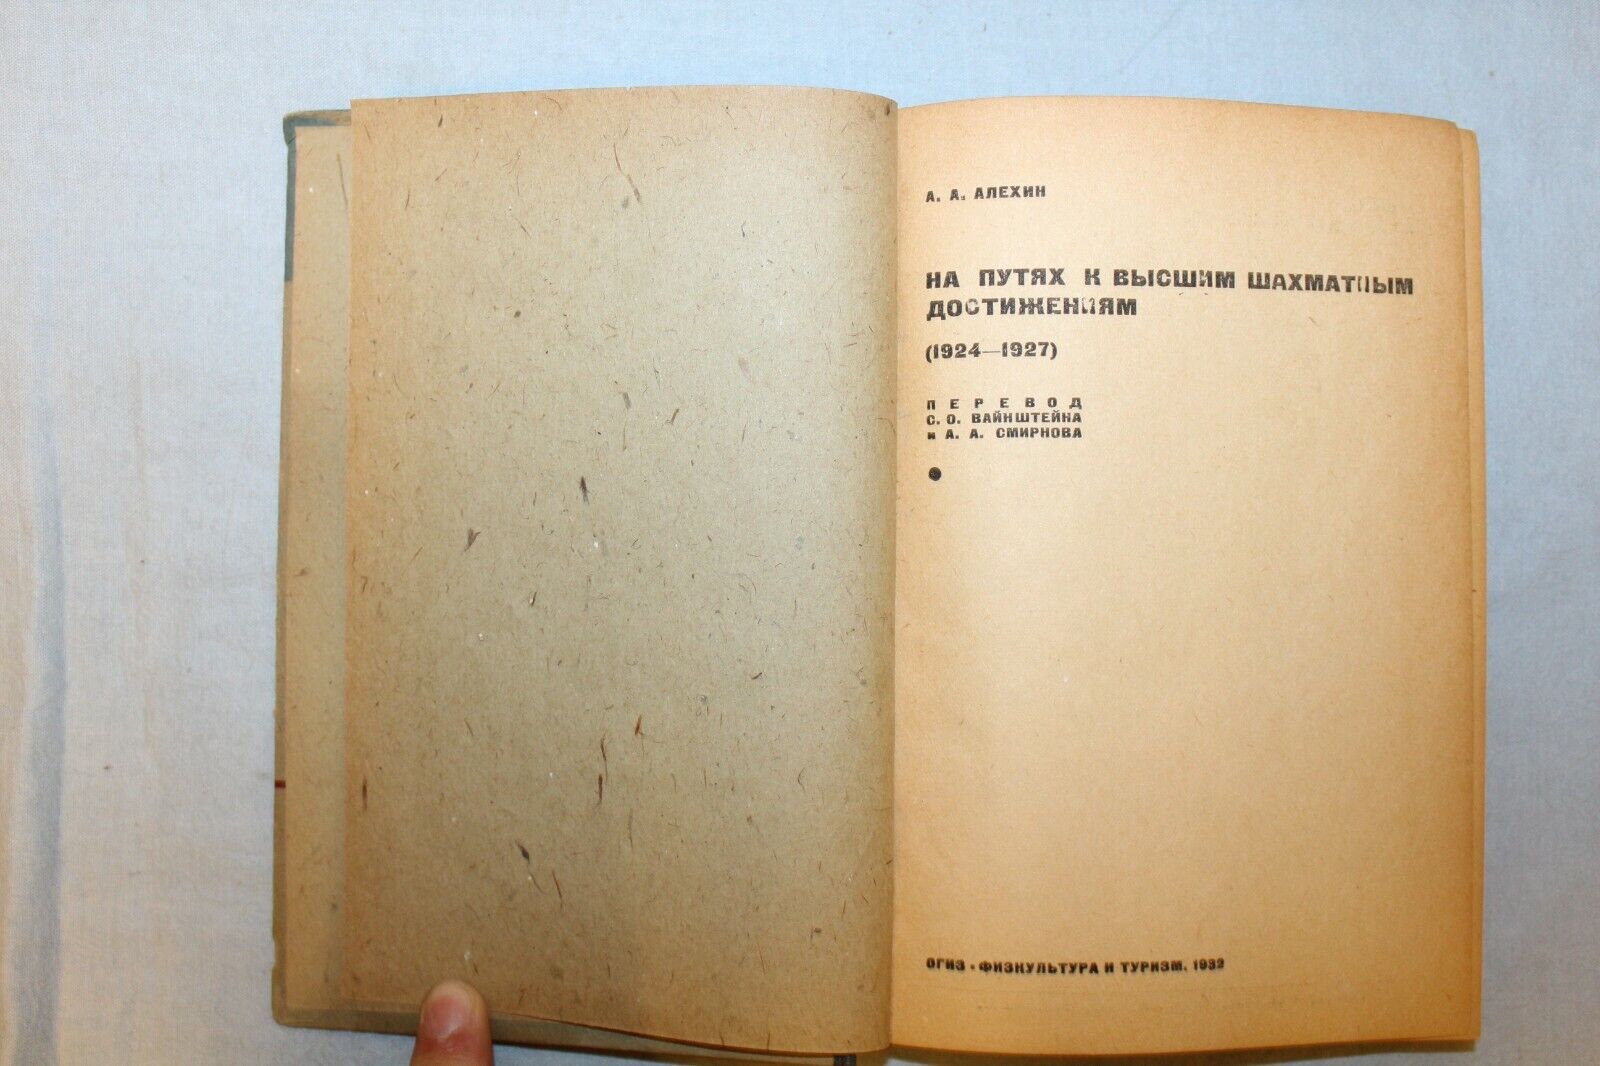 А. А. АЛЕХИН
НА ПУТЯХ К ВЫСШИМ ШАХМАТНЫМ
ДОСТИЖЕНИЯМ
(1924—1927)
ПЕРЕВОД
С. О. ВАЙНШТЕЙНА
и А. А. СМИРНОВА
ОГИЗ • ФИЗКУЛЬТУРА И ТУРИЗМ. 1932